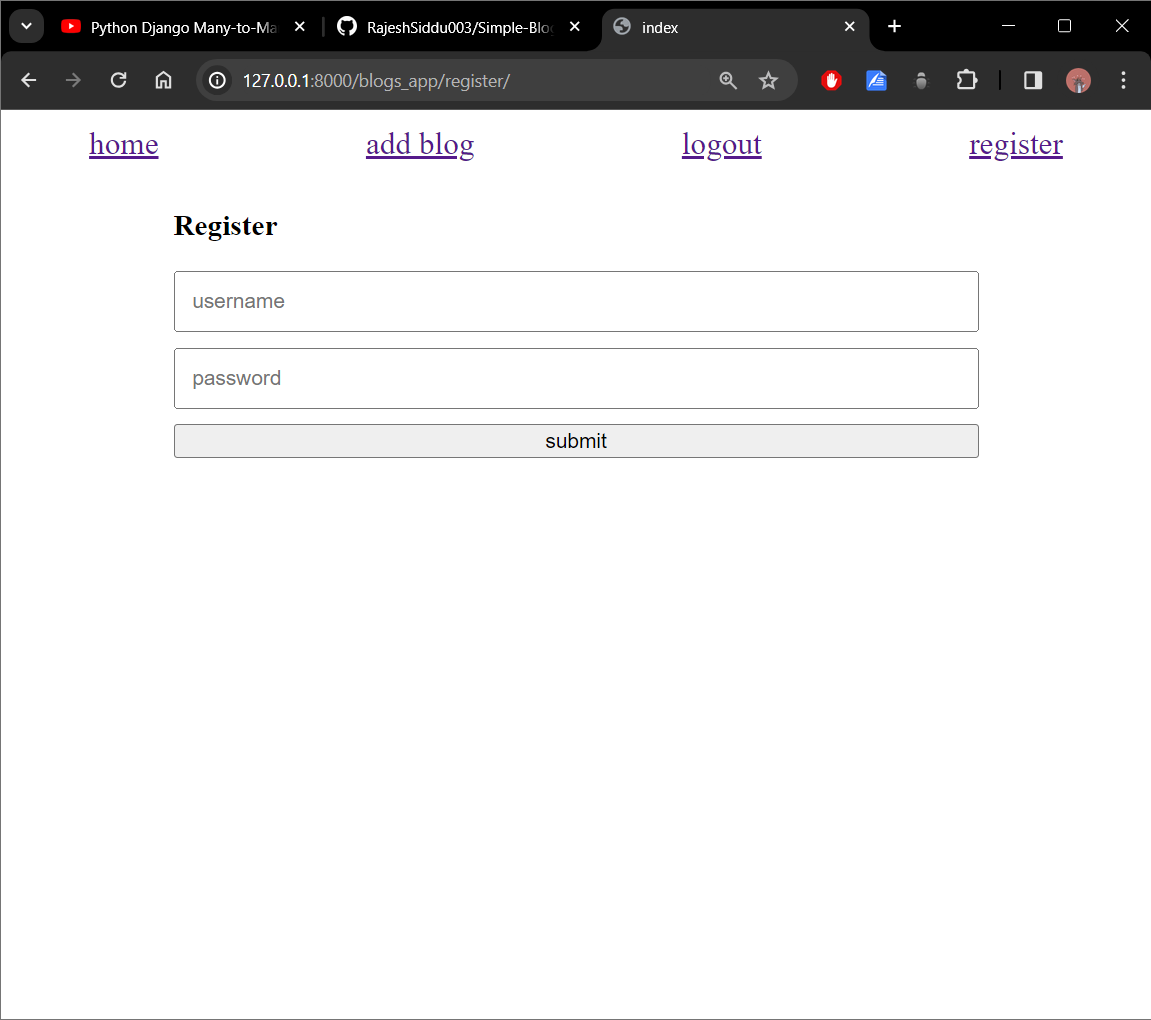 Python Django Many-to-Ma
RajeshSiddu003/Simple-Blo
index
127.0.0.1:8000/blogs_app/register/
home add blog logout register
Register
username
password
submit